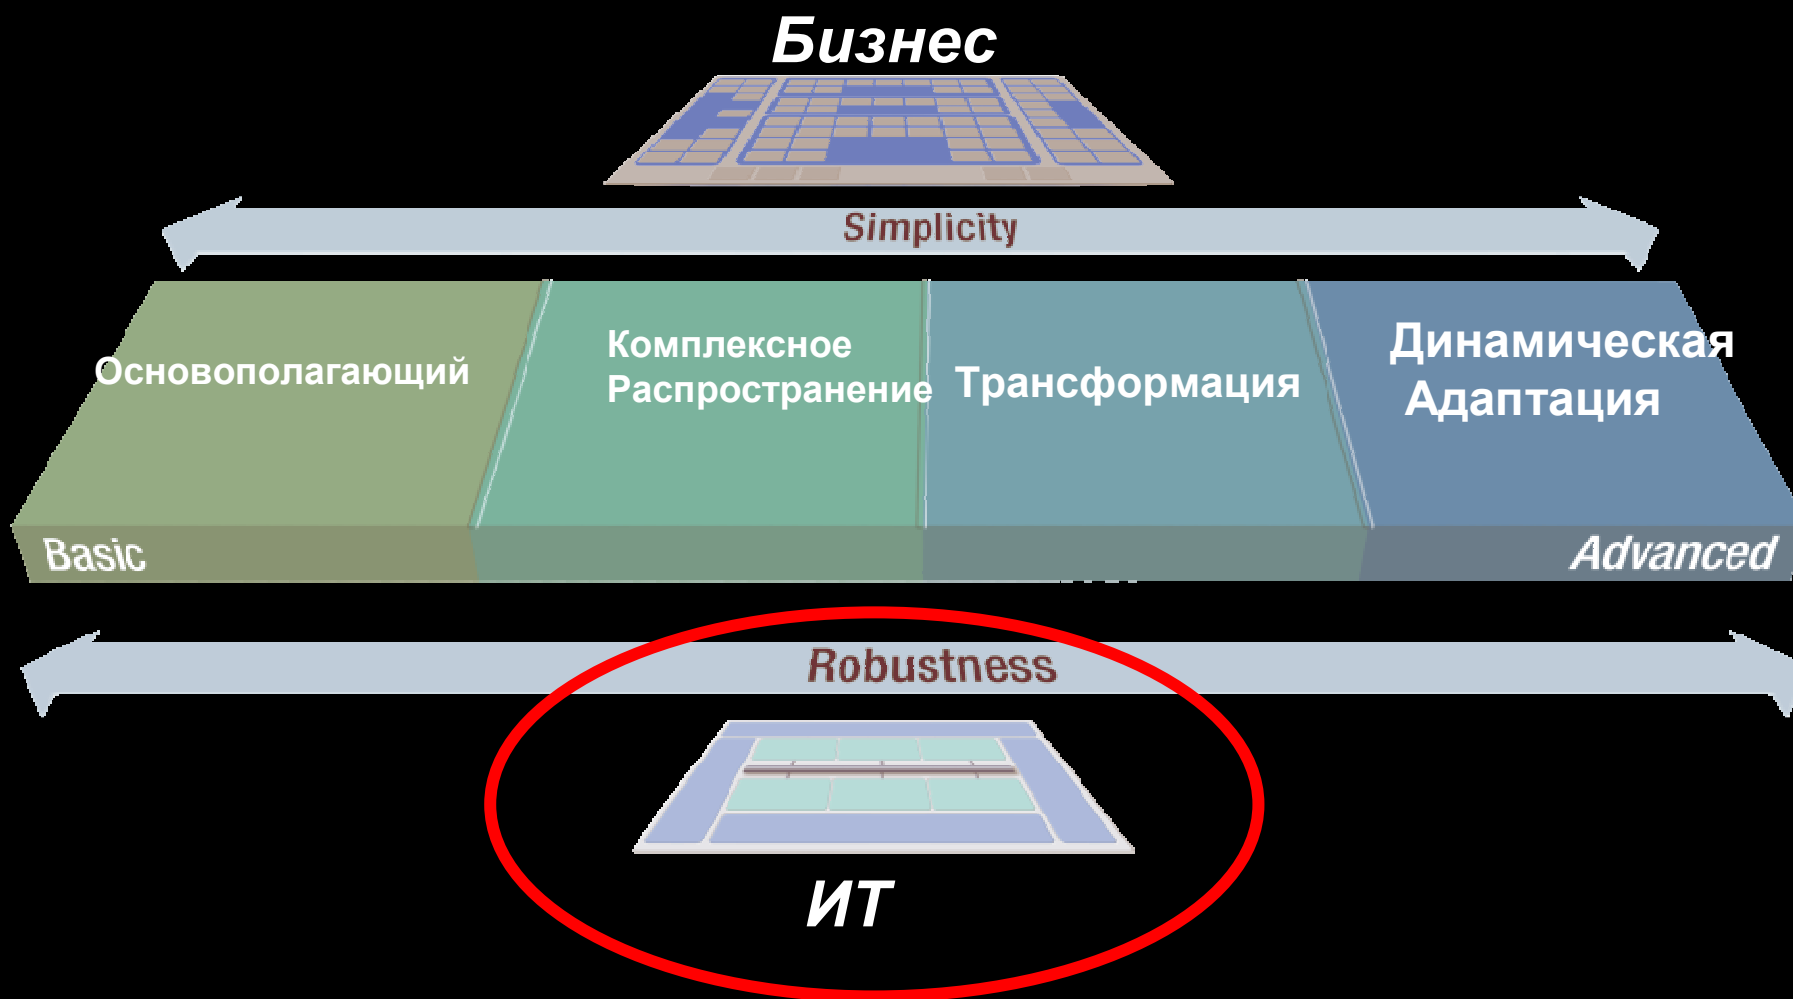 Бизнес
Simplicity
Основополагающий
Комплексное
Распространение
Трансформация
Динамическая
Адаптация
Basic
Advanced
Robustness
ИТ